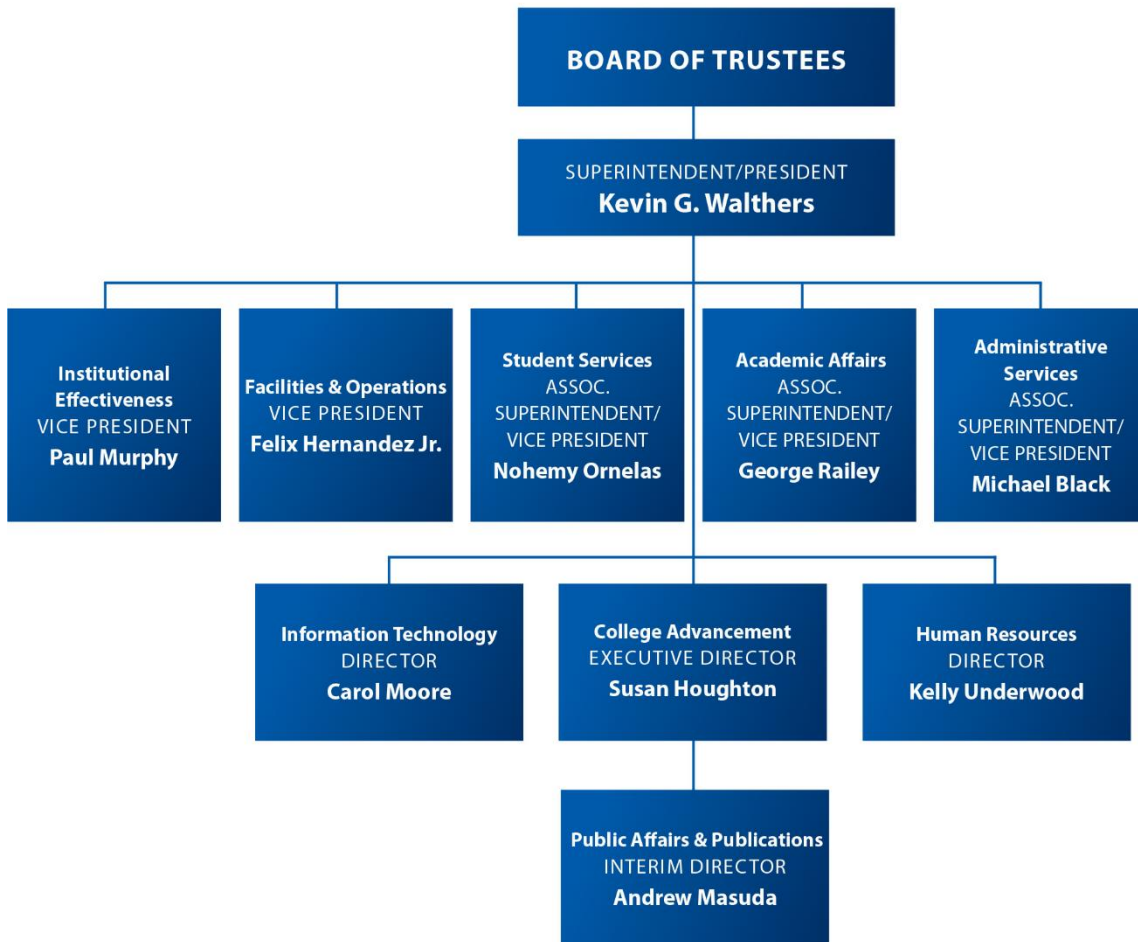 BOARD OF TRUSTEES
SUPERINTENDENT/PRESIDENT
Kevin G. Walthers
Institutional
Effectiveness
VICE PRESIDENT
Paul Murphy
Facilities & Operations
VICE PRESIDENT
Felix Hernandez Jr.
Student Services
ASSOC.
SUPERINTENDENT/
VICE PRESIDENT
Nohemy Ornelas
Academic Affairs
ASSOC.
SUPERINTENDENT/
VICE PRESIDENT
George Railey
Administrative
Services
ASSOC.
SUPERINTENDENT/
VICE PRESIDENT
Michael Black
Information Technology
DIRECTOR
Carol Moore
College Advancement
EXECUTIVE DIRECTOR
Susan Houghton
Human Resources
DIRECTOR
Kelly Underwood
Public Affairs & Publications
INTERIM DIRECTOR
Andrew Masuda